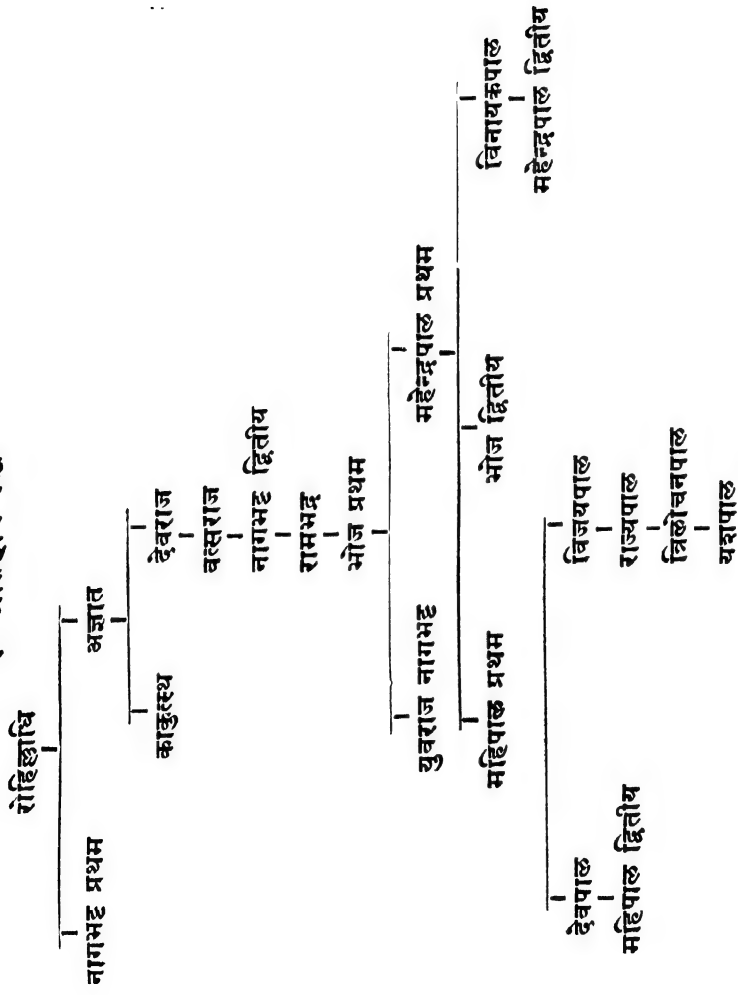 रोहिलाधि
नागभट्ट प्रथम
अज्ञात
काकुत्स्थ
देवराज
वत्सराज
नागभट्ट द्वितीय
रामभद्र
भोज प्रथम
युवराज नागभट्ट
महेन्द्रपाल प्रथम
महिपाल प्रथम
भोज द्वितीय
विनायकपाल
महेन्द्रपाल द्वितीय
देवपाल
विजयपाल
महिपाल द्वितीय
राज्यपाल
त्रिलोचनपाल
यशपाल